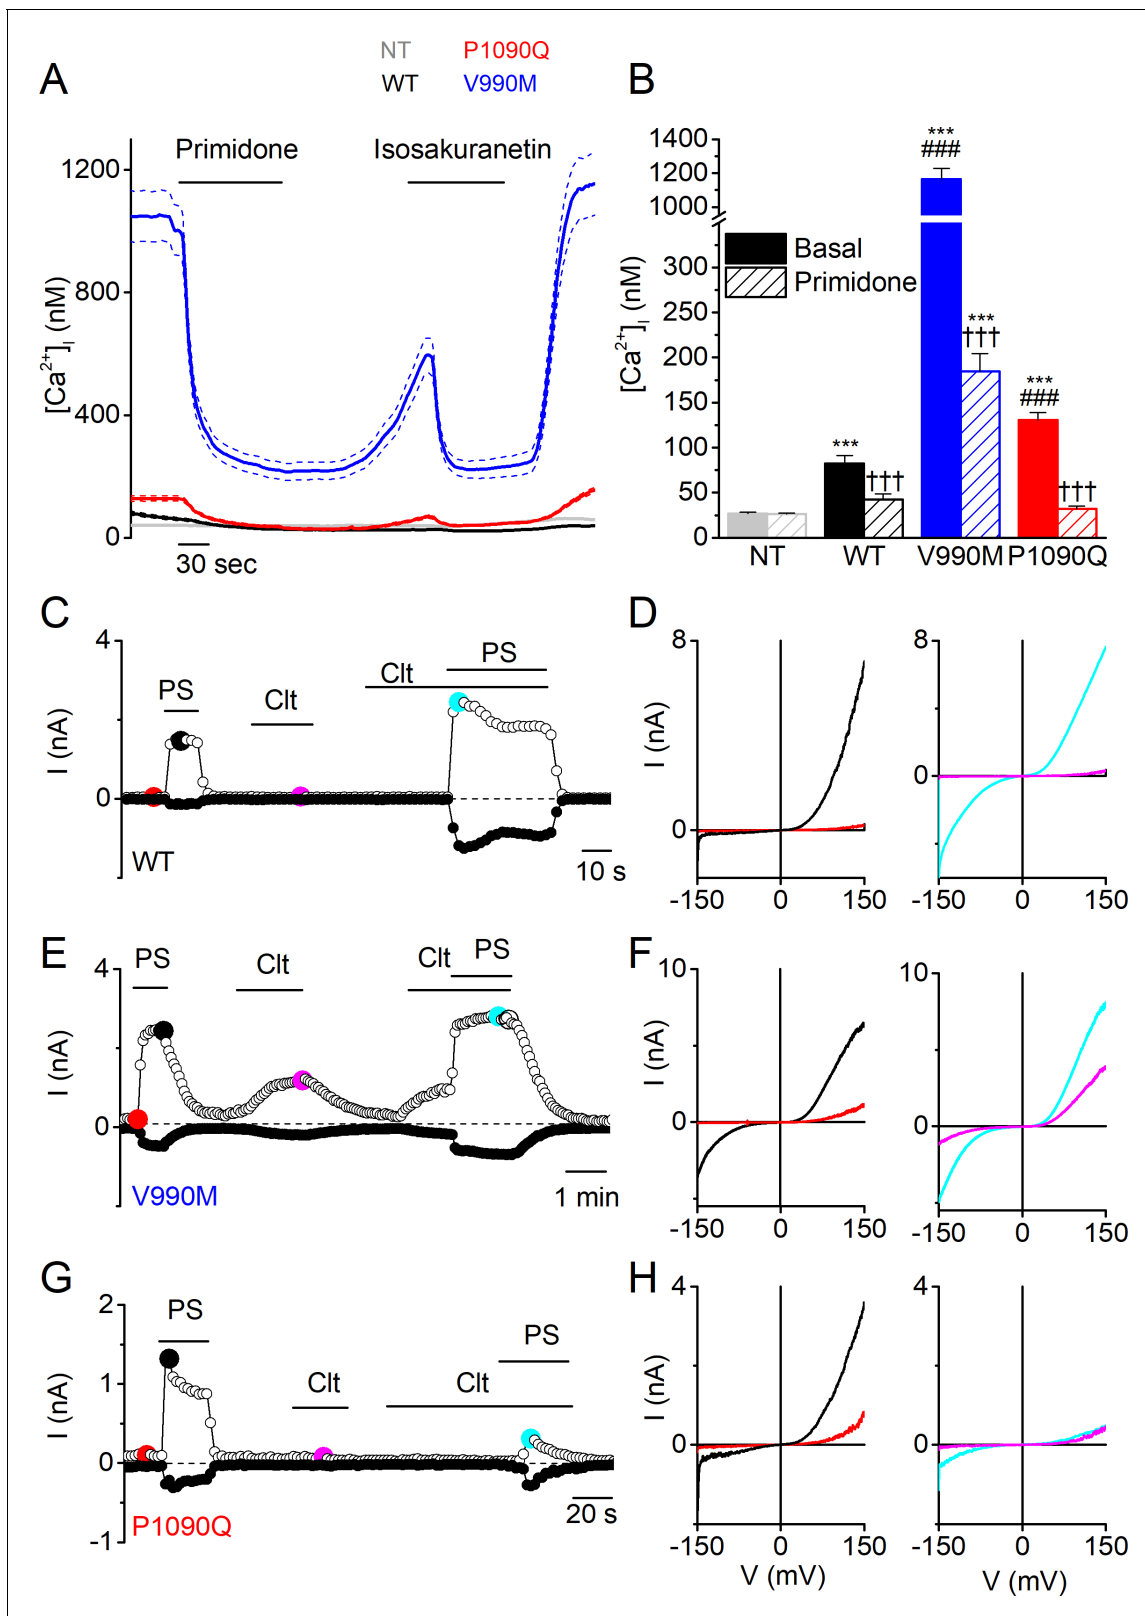 NT P1090Q
WT V990M
A
Primidone Isosakuranetin
[Ca2+]I (nM)
1200
800
400
0
30 sec
B
[Ca2+]I (nM)
1400
1200
1000
300
250
200
150
100
50
0
Basal
Primidone
***
†††
***
###
***
†††
***
###
†††
NT WT V990M P1090Q
C
I (nA)
4
0
PS
Clt
Clt
PS
WT
10 s
D
I (nA)
8
0
-150 0 150
8
0
-150 0 150
E
I (nA)
4
0
PS
Clt
Clt
PS
V990M
1 min
F
I (nA)
10
0
-150 0 150
10
0
-150 0 150
G
I (nA)
2
1
0
-1
PS
Clt
Clt
PS
P1090Q
20 s
H
I (nA)
4
0
-150 0 150
V (mV)
4
0
-150 0 150
V (mV)